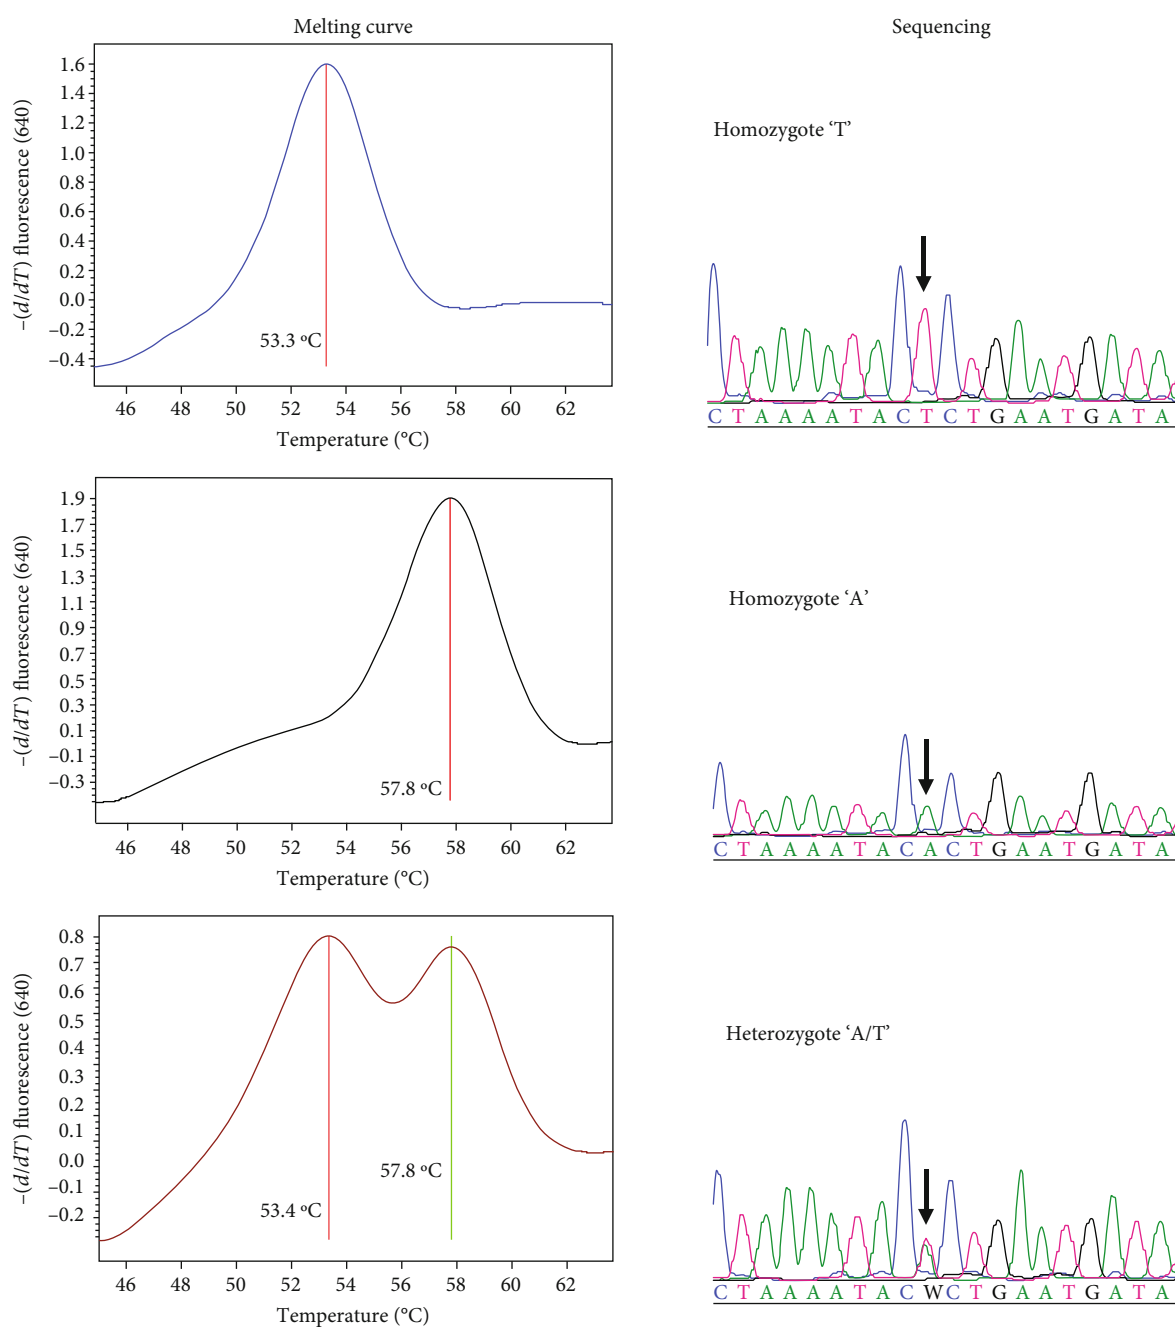 Melting curve
Sequencing
−(d/dT) fluorescence (640)
1.6
1.4
1.2
1.0
0.8
0.6
0.4
0.2
0.0
−0.2
−0.4
53.3 ºC
46 48 50 52 54 56 58 60 62
Temperature (°C)
Homozygote ‘T’
C T A A A A T A C T C T G A A T G A T A
−(d/dT) fluorescence (640)
1.9
1.7
1.5
1.3
1.1
0.9
0.7
0.5
0.3
0.1
−0.1
−0.3
57.8 ºC
46 48 50 52 54 56 58 60 62
Temperature (°C)
Homozygote ‘A’
C T A A A A T A C A C T G A A T G A T A
−(d/dT) fluorescence (640)
0.8
0.7
0.6
0.5
0.4
0.3
0.2
0.1
0.0
−0.1
−0.2
57.8 ºC
53.4 ºC
46 48 50 52 54 56 58 60 62
Temperature (°C)
Heterozygote ‘A/T’
C T A A A A T A C W C T G A A T G A T A